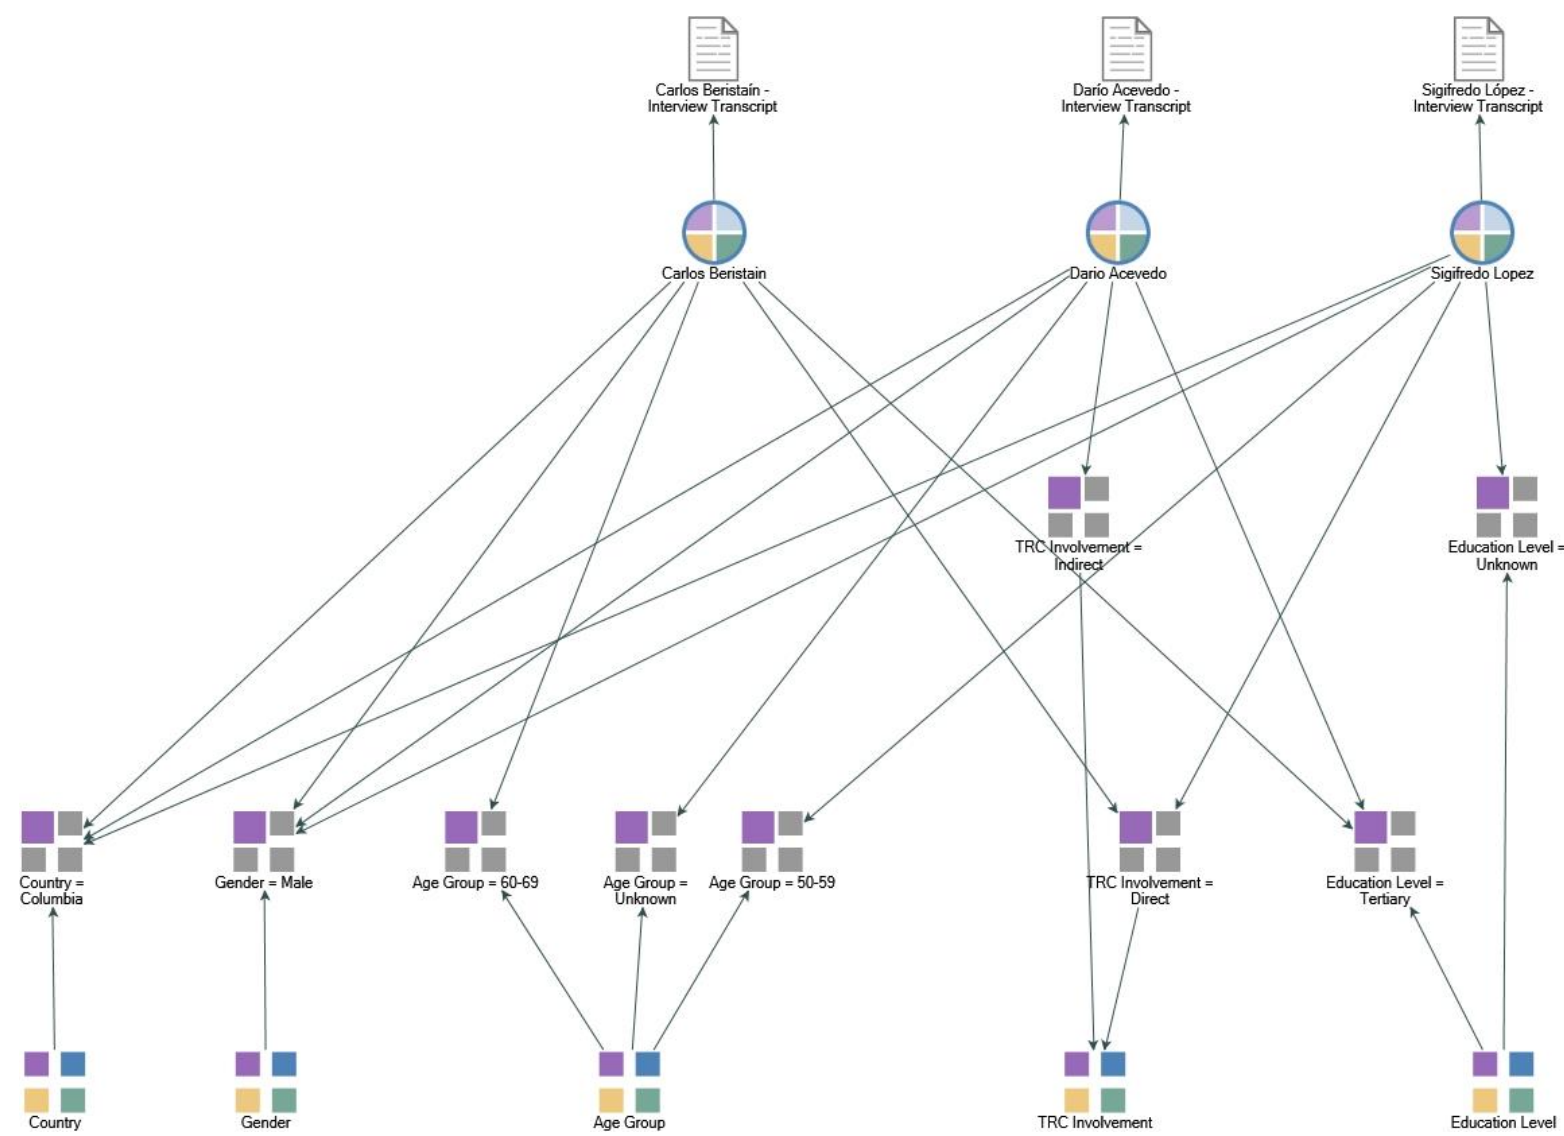 Carlos Beristaín -
Interview Transcript
Darío Acevedo -
Interview Transcript
Sigifredo López -
Interview Transcript
Carlos Beristain
Dario Acevedo
Sigifredo Lopez
TRC Involvement =
Indirect
Education Level =
Unknown
Country =
Columbia
Gender = Male
Age Group = 60-69
Age Group =
Unknown
Age Group = 50-59
TRC Involvement =
Direct
Education Level =
Tertiary
Country
Gender
Age Group
TRC Involvement
Education Level